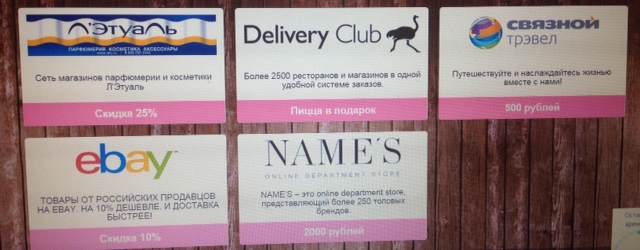 Л'Этуаль
ПАРФЮМЕРИЯ КОСМЕТИКА АКСЕССУАРЫ
Сеть магазинов парфюмерии и косметики
Л'Этуаль
Скидка 25%
Delivery Club
Более 2500 ресторанов и магазинов в одной
удобной системе заказов.
Пицца в подарок
СВЯЗНОЙ
ТРЭВЕЛ
Путешествуйте и наслаждайтесь жизнью
вместе с нами!
500 рублей
ebay
ТОВАРЫ ОТ РОССИЙСКИХ ПРОДАВЦОВ
НА EBAY. НА 10% ДЕШЕВЛЕ. И ДОСТАВКА
БЫСТРЕЕ!
Скидка 10%
NAME'S
ONLINE DEPARTMENT STORE
NAME'S – это online department store,
представляющий более 250 топовых
брендов.
2000 рублей